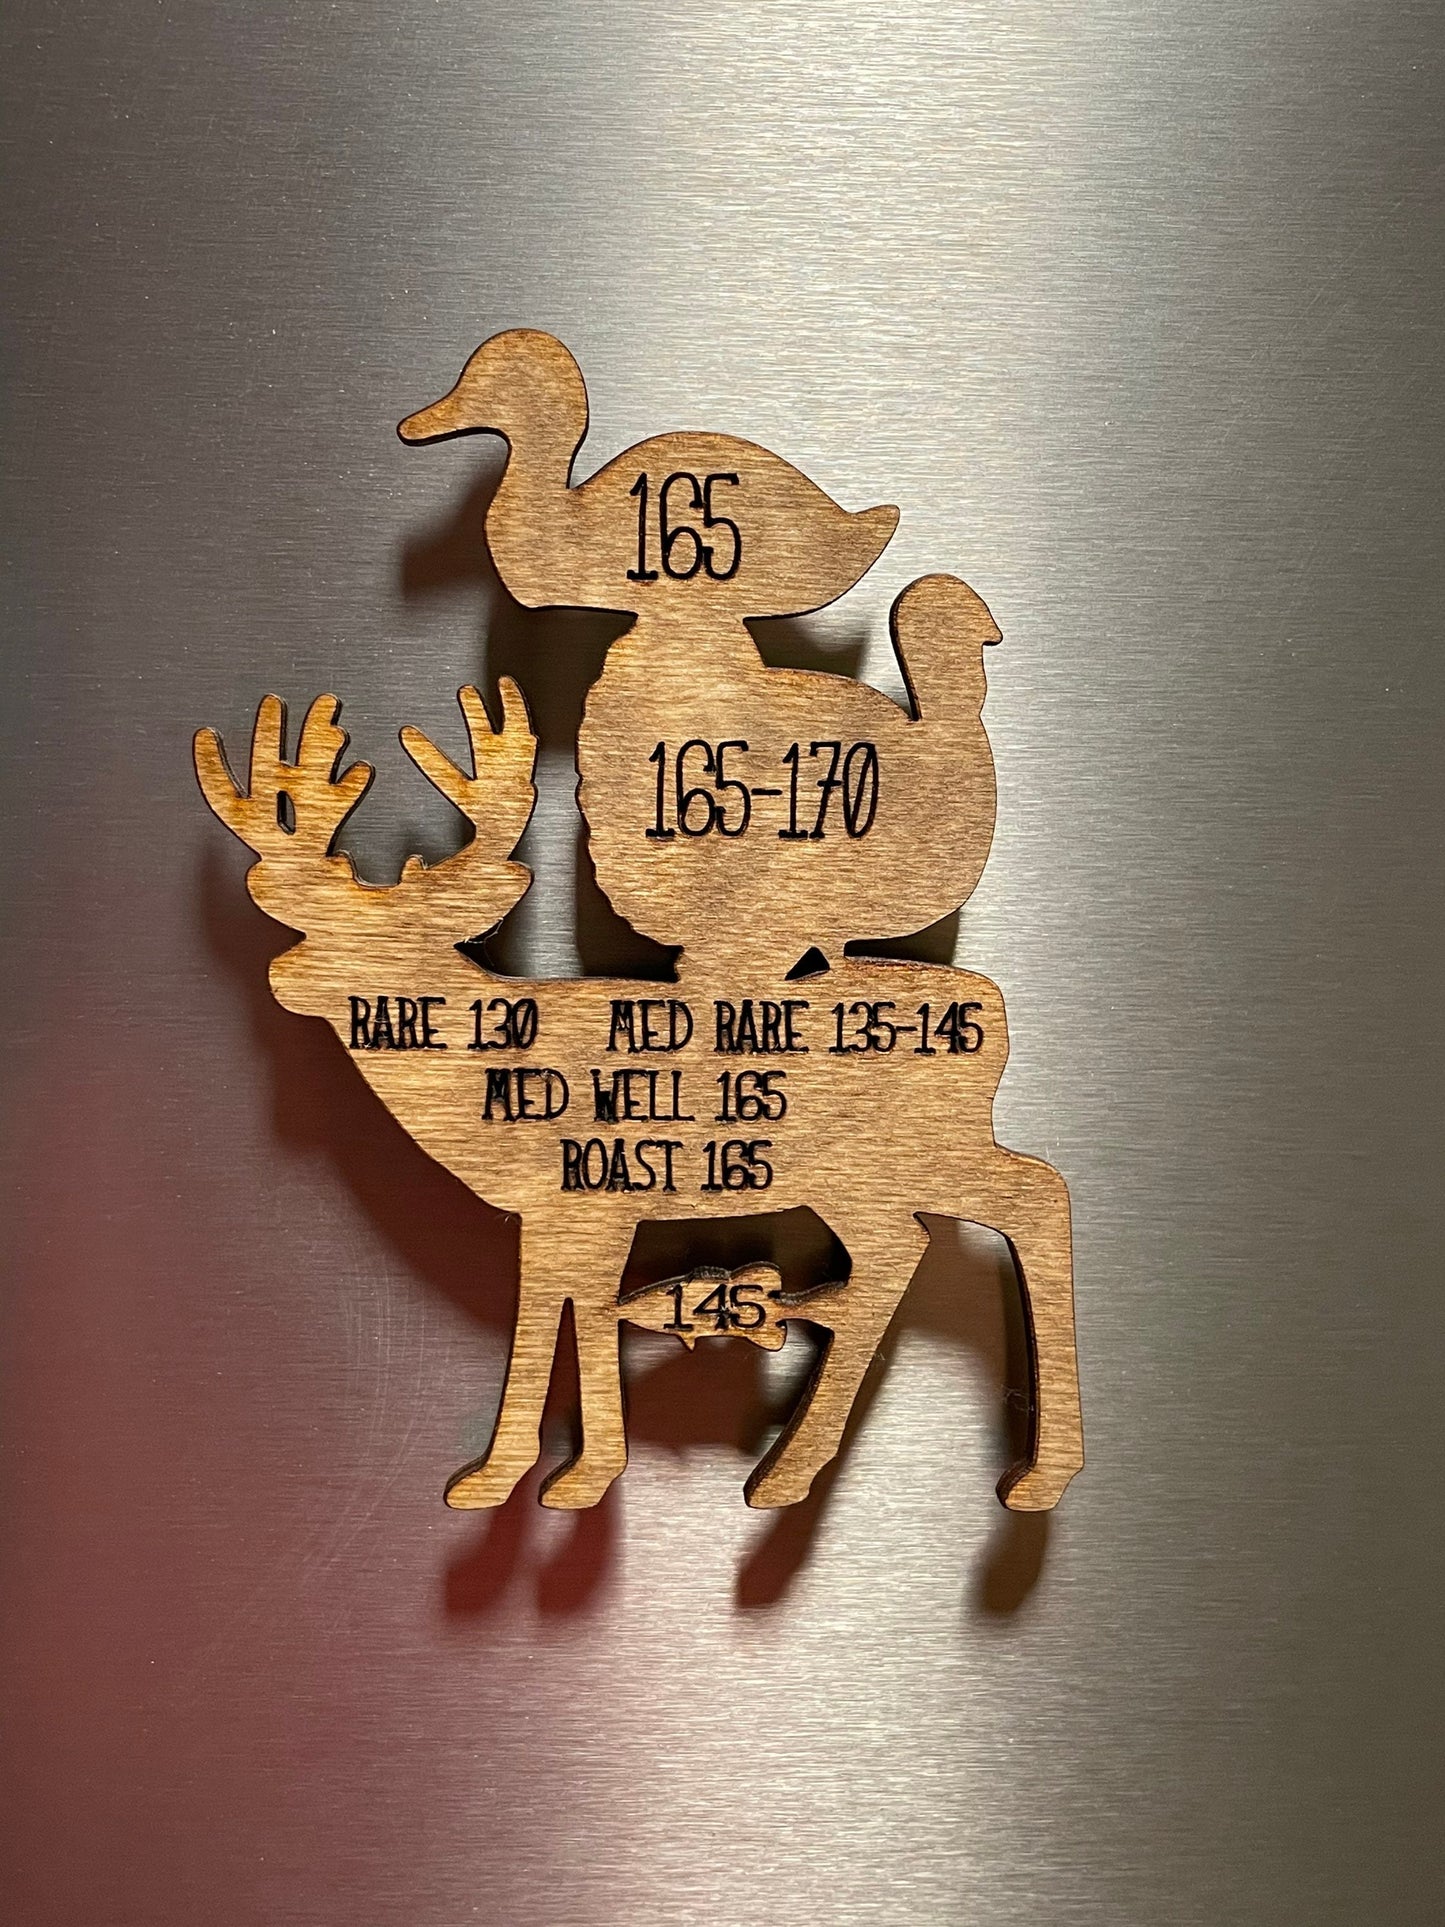 165
165-170
RARE 130 MED RARE 135-145
MED WELL 165
ROAST 165
145